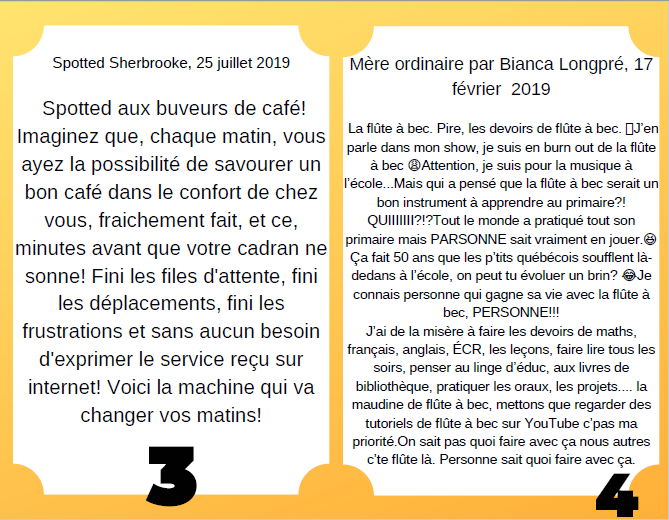 Spotted Sherbrooke, 25 juillet 2019
Spotted aux buveurs de café!
Imaginez que, chaque matin, vous
ayez la possibilité de savourer un
bon café dans le confort de chez
vous, fraichement fait, et ce,
minutes avant que votre cadran ne
sonne! Fini les files d'attente, fini
les déplacements, fini les
frustrations et sans aucun besoin
d'exprimer le service reçu sur
internet! Voici la machine qui va
changer vos matins!
3
Mère ordinaire par Bianca Longpré, 17
février 2019
La flûte à bec. Pire, les devoirs de flûte à bec. J’en
parle dans mon show, je suis en burn out de la flûte
à bec 😩Attention, je suis pour la musique à
l’école...Mais qui a pensé que la flûte à bec serait un
bon instrument à apprendre au primaire?!
QUIIIIIII?!?Tout le monde a pratiqué tout son
primaire mais PARSONNE sait vraiment en jouer.😆
Ça fait 50 ans que les p’tits québécois soufflent là-
dedans à l’école, on peut tu évoluer un brin? 😂Je
connais personne qui gagne sa vie avec la flûte à
bec, PERSONNE!!!
J’ai de la misère à faire les devoirs de maths,
français, anglais, ÉCR, les leçons, faire lire tous les
soirs, penser au linge d’éduc, aux livres de
bibliothèque, pratiquer les oraux, les projets.... la
maudine de flûte à bec, mettons que regarder des
tutoriels de flûte à bec sur YouTube c’pas ma
priorité.On sait pas quoi faire avec ça nous autres
c’te flûte là. Personne sait quoi faire avec ça.
4